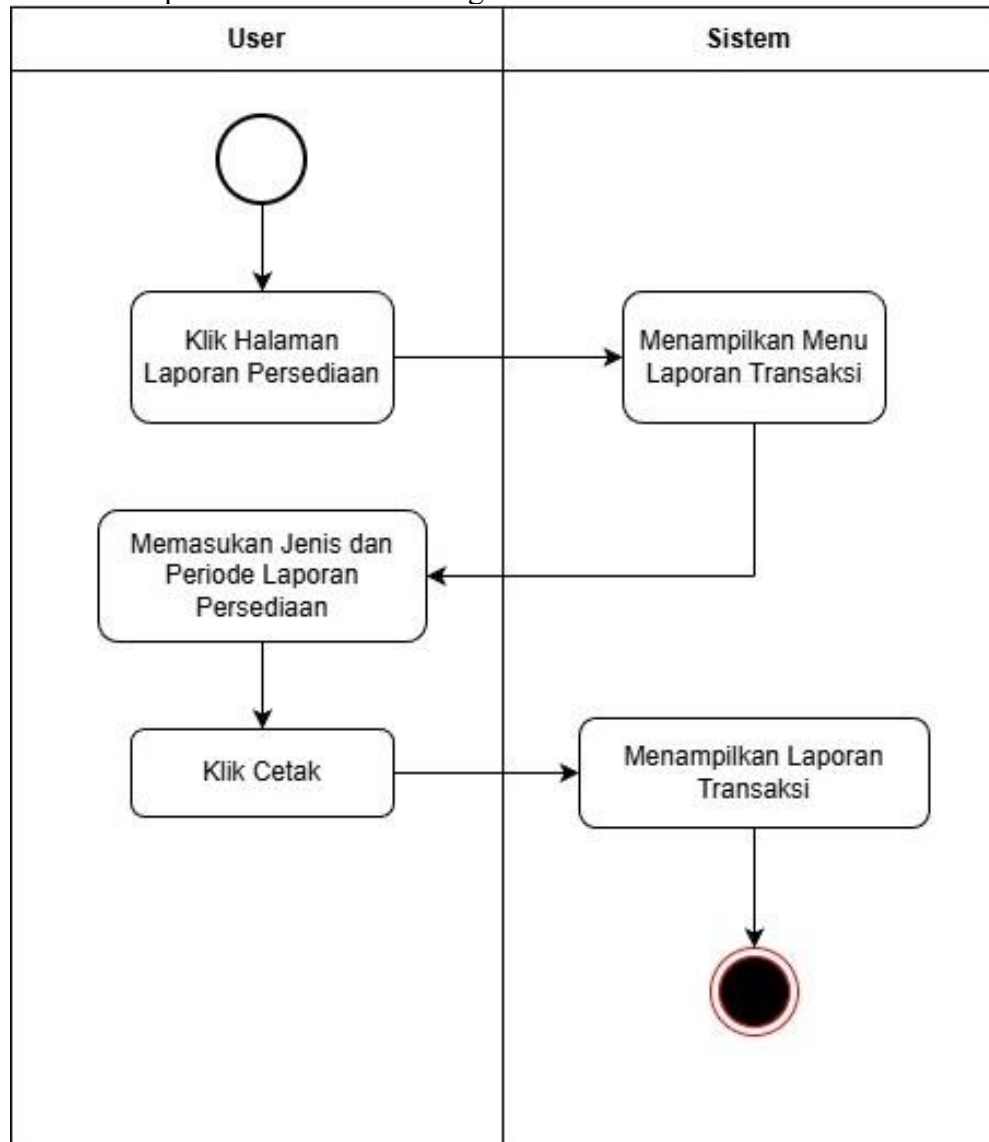 User
Sistem
Klik Halaman
Laporan Persediaan
Menampilkan Menu
Laporan Transaksi
Memasukan Jenis dan
Periode Laporan
Persediaan
Klik Cetak
Menampilkan Laporan
Transaksi